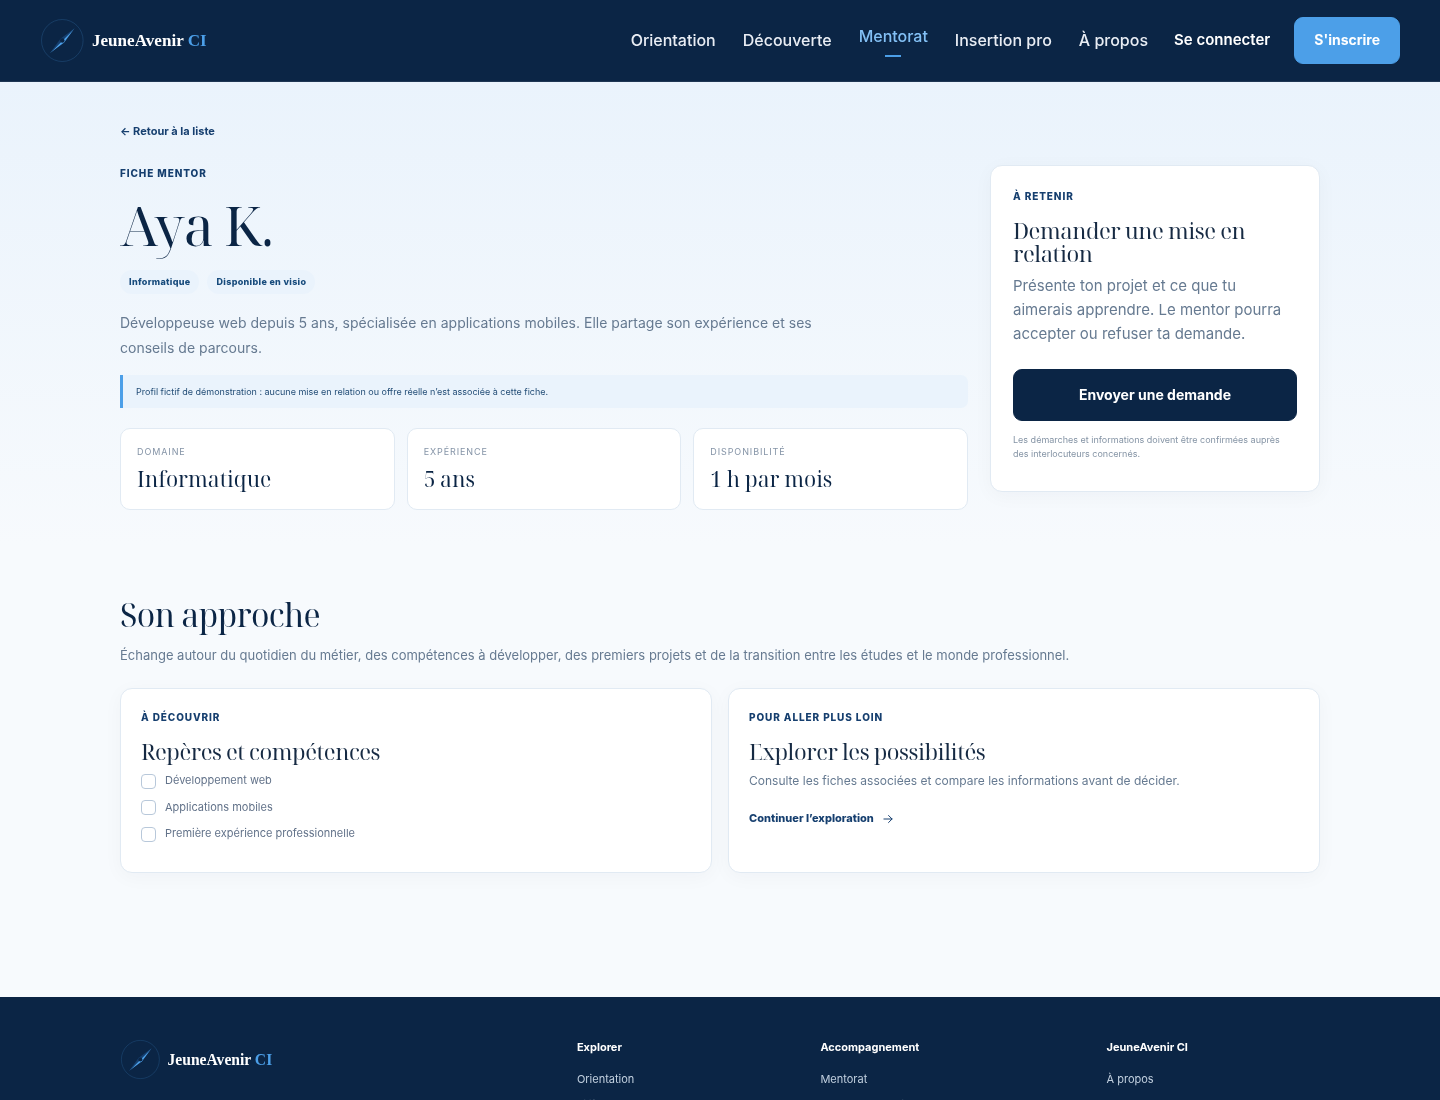 JeuneAvenir CI
Orientation
Découverte
Mentorat
Insertion pro
À propos
Se connecter
S'inscrire
← Retour à la liste
FICHE MENTOR
Aya K.
Informatique
Disponible en visio
Développeuse web depuis 5 ans, spécialisée en applications mobiles. Elle partage son expérience et ses
conseils de parcours.
Profil fictif de démonstration : aucune mise en relation ou offre réelle n’est associée à cette fiche.
DOMAINE
Informatique
EXPÉRIENCE
5 ans
DISPONIBILITÉ
1 h par mois
À RETENIR
Demander une mise en
relation
Présente ton projet et ce que tu
aimerais apprendre. Le mentor pourra
accepter ou refuser ta demande.
Envoyer une demande
Les démarches et informations doivent être confirmées auprès
des interlocuteurs concernés.
Son approche
Échange autour du quotidien du métier, des compétences à développer, des premiers projets et de la transition entre les études et le monde professionnel.
À DÉCOUVRIR
Repères et compétences
Développement web
Applications mobiles
Première expérience professionnelle
POUR ALLER PLUS LOIN
Explorer les possibilités
Consulte les fiches associées et compare les informations avant de décider.
Continuer l’exploration →
JeuneAvenir CI
Explorer
Orientation
Accompagnement
Mentorat
JeuneAvenir CI
À propos